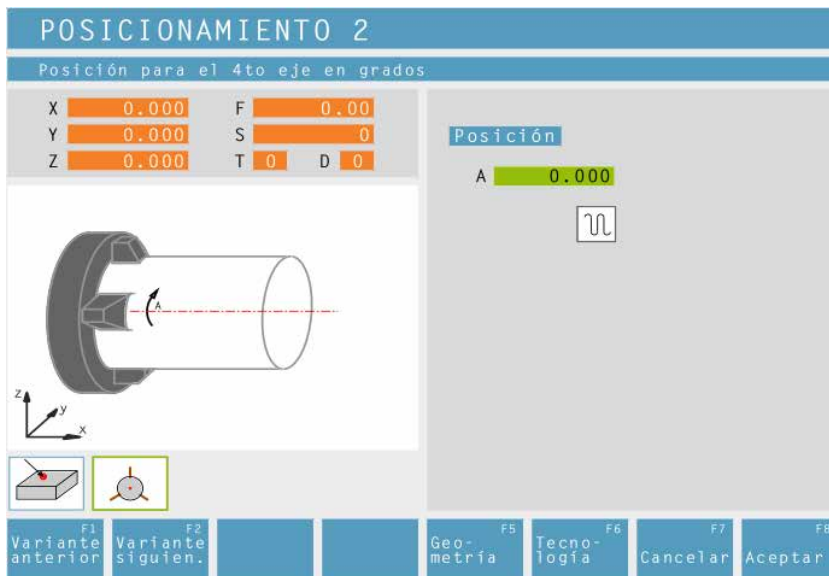 POSICIONAMIENTO 2
Posición para el 4to eje en grados
X 0.000 F 0.00
Y 0.000 S 0
Z 0.000 T 0 D 0
Posición
A 0.000
A
z
y
x
F1 Variante anterior
F2 Variante siguien.
F5 Geo-metría
F6 Tecno-logía
F7 Cancelar
F8 Aceptar